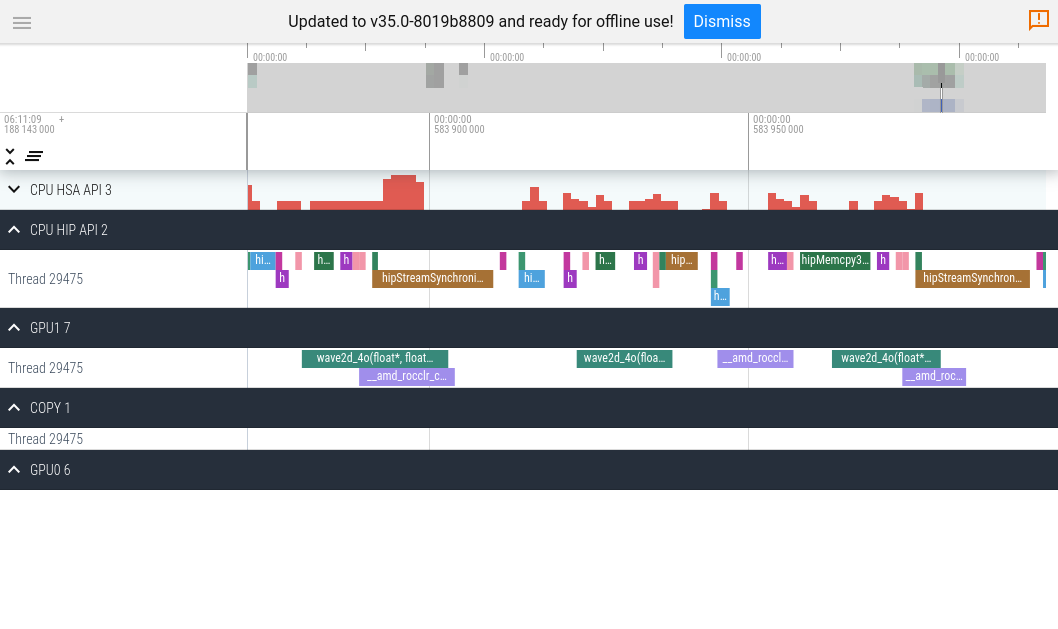 Updated to v35.0-8019b8809 and ready for offline use! Dismiss
00:00:00 00:00:00 00:00:00 00:00:00
06:11:09 + 00:00:00 00:00:00
188 143 000 583 900 000 583 950 000
CPU HSA API 3
CPU HIP API 2
hi... h... h h... h hip... h... hipMemcpy3... h
Thread 29475
h hipStreamSynchroni... hi... h hipStreamSynchron...
h...
GPU1 7
wave2d_4o(float*, float... wave2d_4o(floa... __amd_roccl... wave2d_4o(float*...
Thread 29475
__amd_rocclr_c... __amd_roc...
COPY 1
Thread 29475
GPU0 6